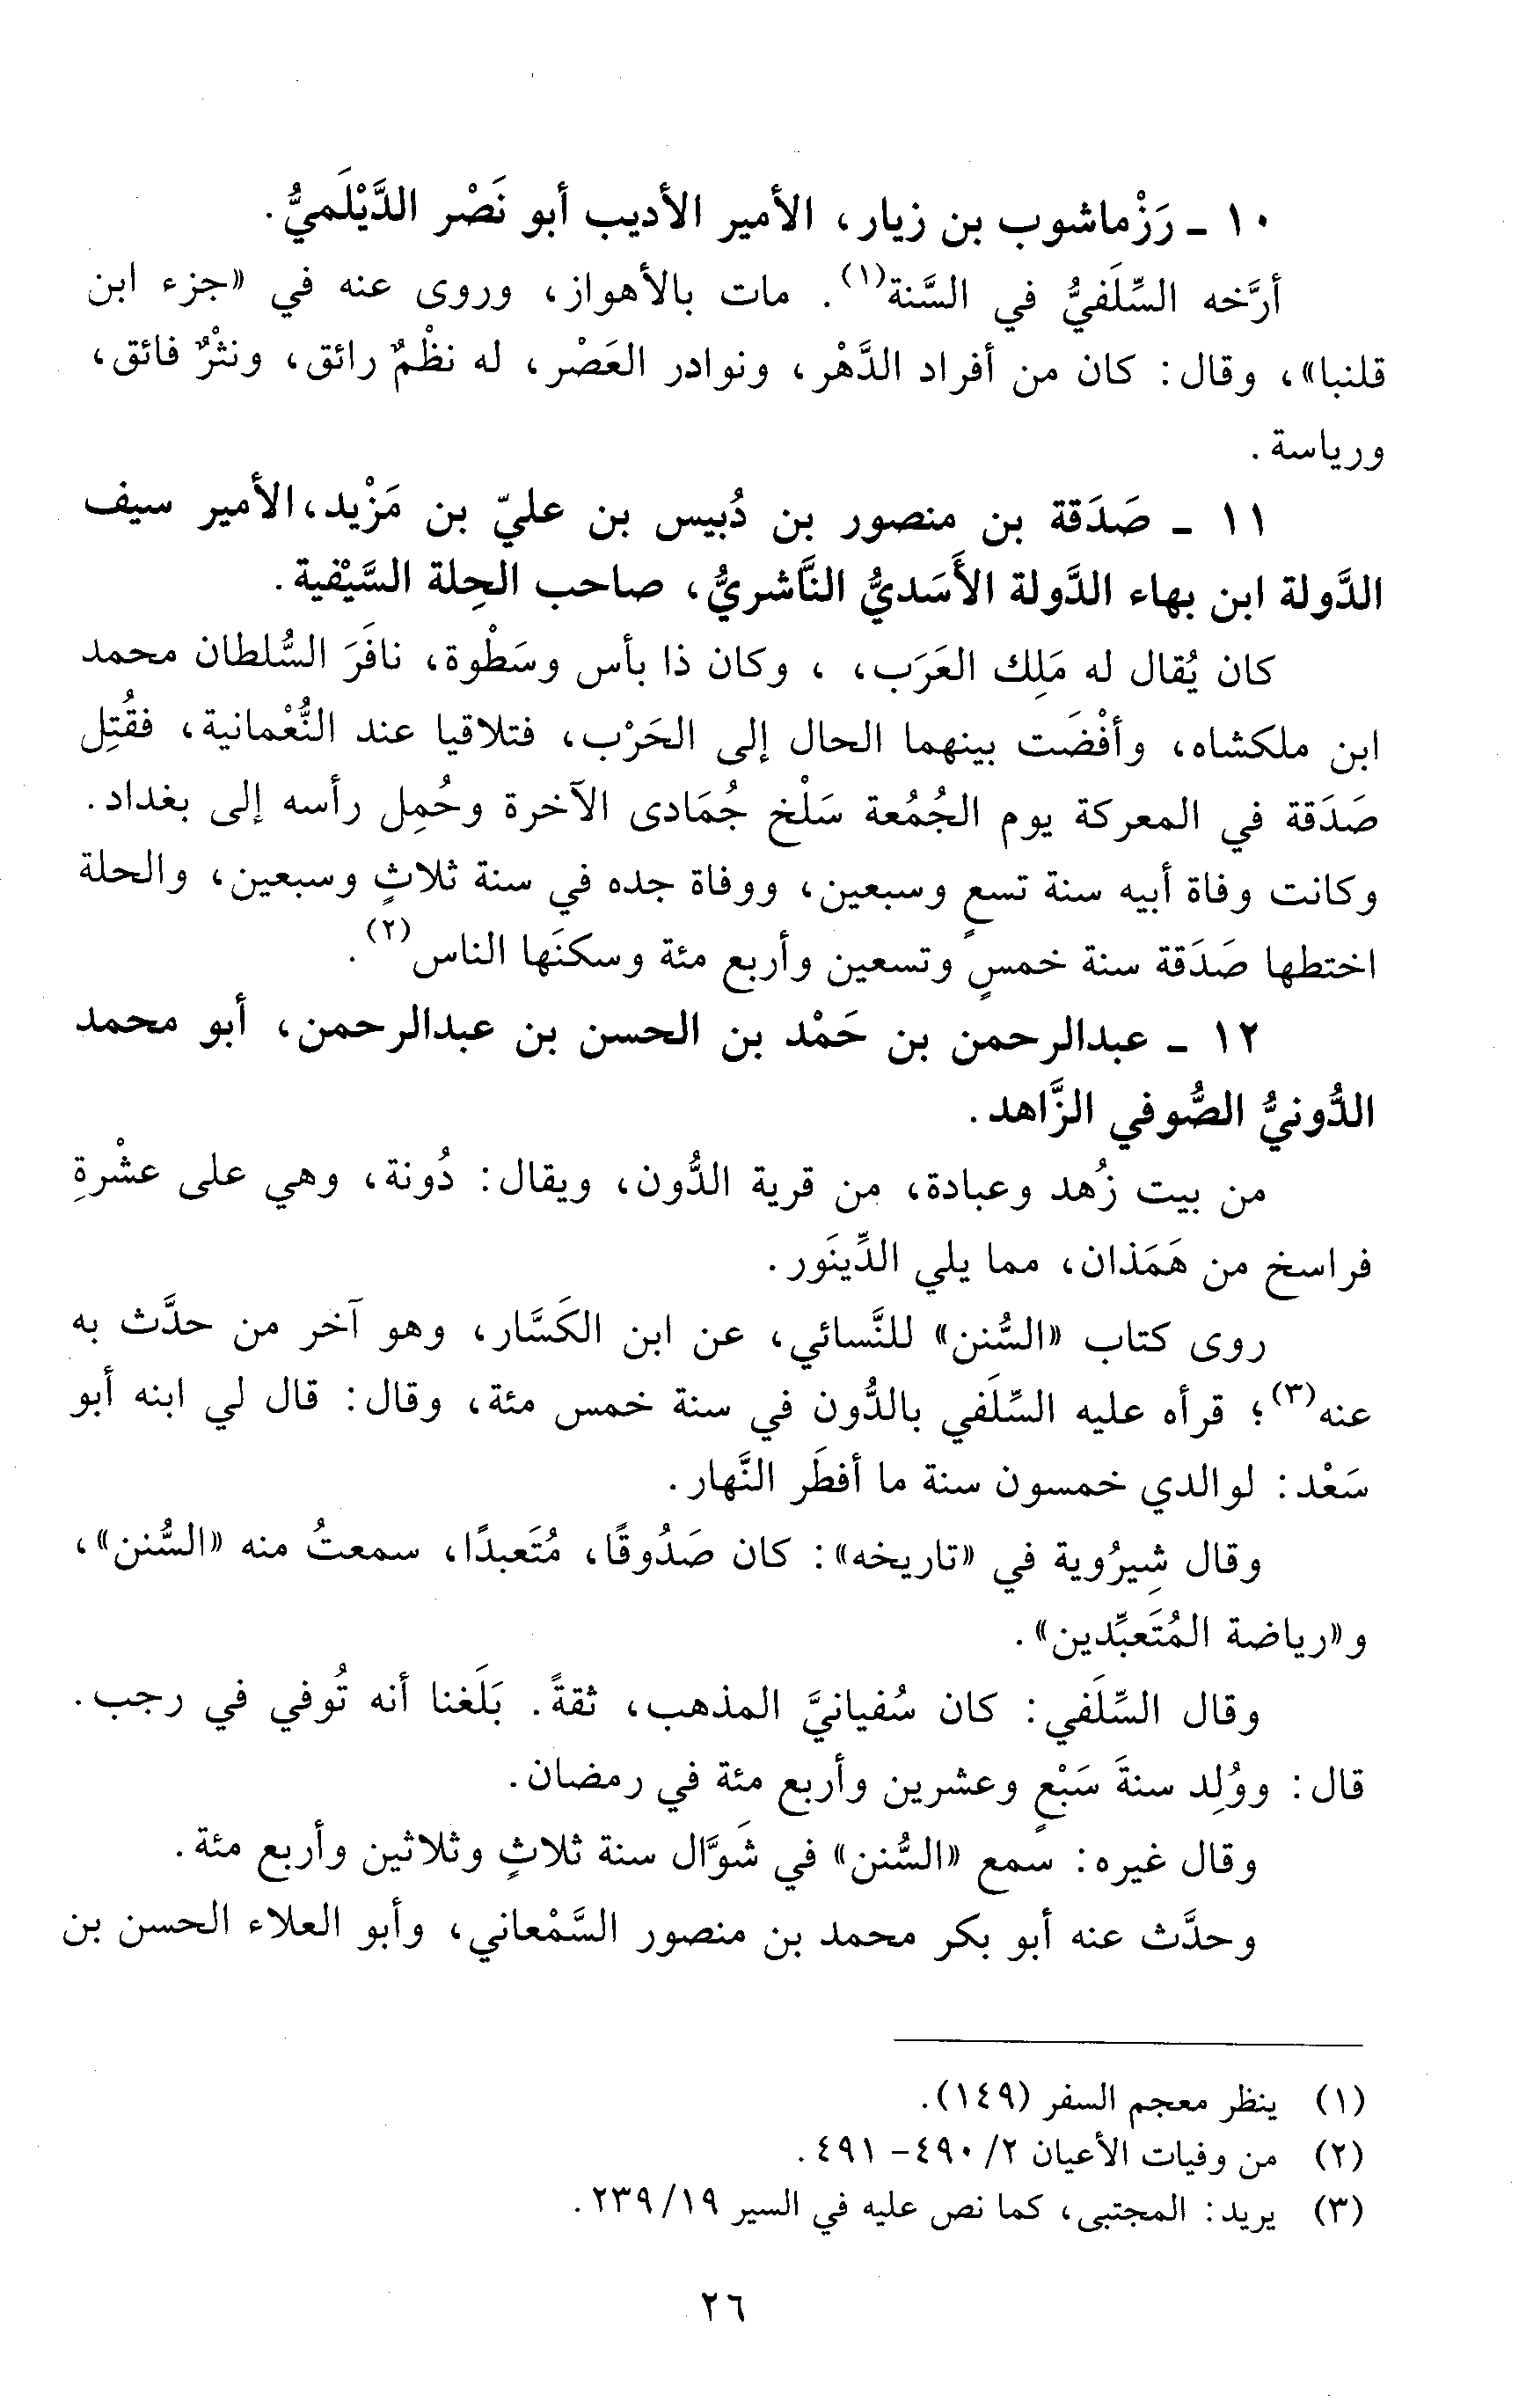 ١٠ - رَزْماشوب بن زيار، الأمير الأديب أبو نَصْر الدَّيْلَميُّ.
أرَّخه السِّلَفيُّ في السَّنة(١). مات بالأهواز، وروى عنه في «جزء ابن
قلنبا»، وقال: كان من أفراد الدَّهْر، ونوادر العَصْر، له نظْمٌ رائق، ونثْرٌ فائق،
ورياسة.
١١ - صَدَقة بن منصور بن دُبيس بن عليّ بن مَزْيد،الأمير سيف
الدَّولة ابن بهاء الدَّولة الأَسَديُّ النَّاشريُّ، صاحب الحِلة السَّيْفية.
كان يُقال له مَلِك العَرَب، ، وكان ذا بأس وسَطْوة، نافَرَ السُّلطان محمد
ابن ملكشاه، وأفْضَت بينهما الحال إلى الحَرْب، فتلاقيا عند النُّعْمانية، فقُتِل
صَدَقة في المعركة يوم الجُمُعة سَلْخ جُمَادى الآخرة وحُمِل رأسه إلى بغداد.
وكانت وفاة أبيه سنة تسعٍ وسبعين، ووفاة جده في سنة ثلاثٍ وسبعين، والحلة
اختطها صَدَقة سنة خمسٍ وتسعين وأربع مئة وسكنَها الناس(٢).
١٢ - عبدالرحمن بن حَمْد بن الحسن بن عبدالرحمن، أبو محمد
الدُّونيُّ الصُّوفي الزَّاهد.
من بيت زُهد وعبادة، من قرية الدُّون، ويقال: دُونة، وهي على عشْرةِ
فراسخ من هَمَذان، مما يلي الدِّينَور.
روى كتاب «السُّنن» للنَّسائي، عن ابن الكَسَّار، وهو آخر من حدَّث به
عنه(٣)؛ قرأه عليه السِّلَفي بالدُّون في سنة خمس مئة، وقال: قال لي ابنه أبو
سَعْد: لوالدي خمسون سنة ما أفطَر النَّهار.
وقال شِيرُوية في «تاريخه»: كان صَدُوقًا، مُتَعبدًا، سمعتُ منه «السُّنن»،
و«رياضة المُتَعبِّدين».
وقال السِّلَفي: كان سُفيانيَّ المذهب، ثقةً. بَلَغنا أنه تُوفي في رجب.
قال: ووُلِد سنةَ سَبْعٍ وعشرين وأربع مئة في رمضان.
وقال غيره: سمع «السُّنن» في شَوَّال سنة ثلاثٍ وثلاثين وأربع مئة.
وحدَّث عنه أبو بكر محمد بن منصور السَّمْعاني، وأبو العلاء الحسن بن
(١) ينظر معجم السفر (١٤٩).
(٢) من وفيات الأعيان ٢/ ٤٩٠- ٤٩١.
(٣) يريد: المجتبى، كما نص عليه في السير ١٩/ ٢٣٩.
٢٦